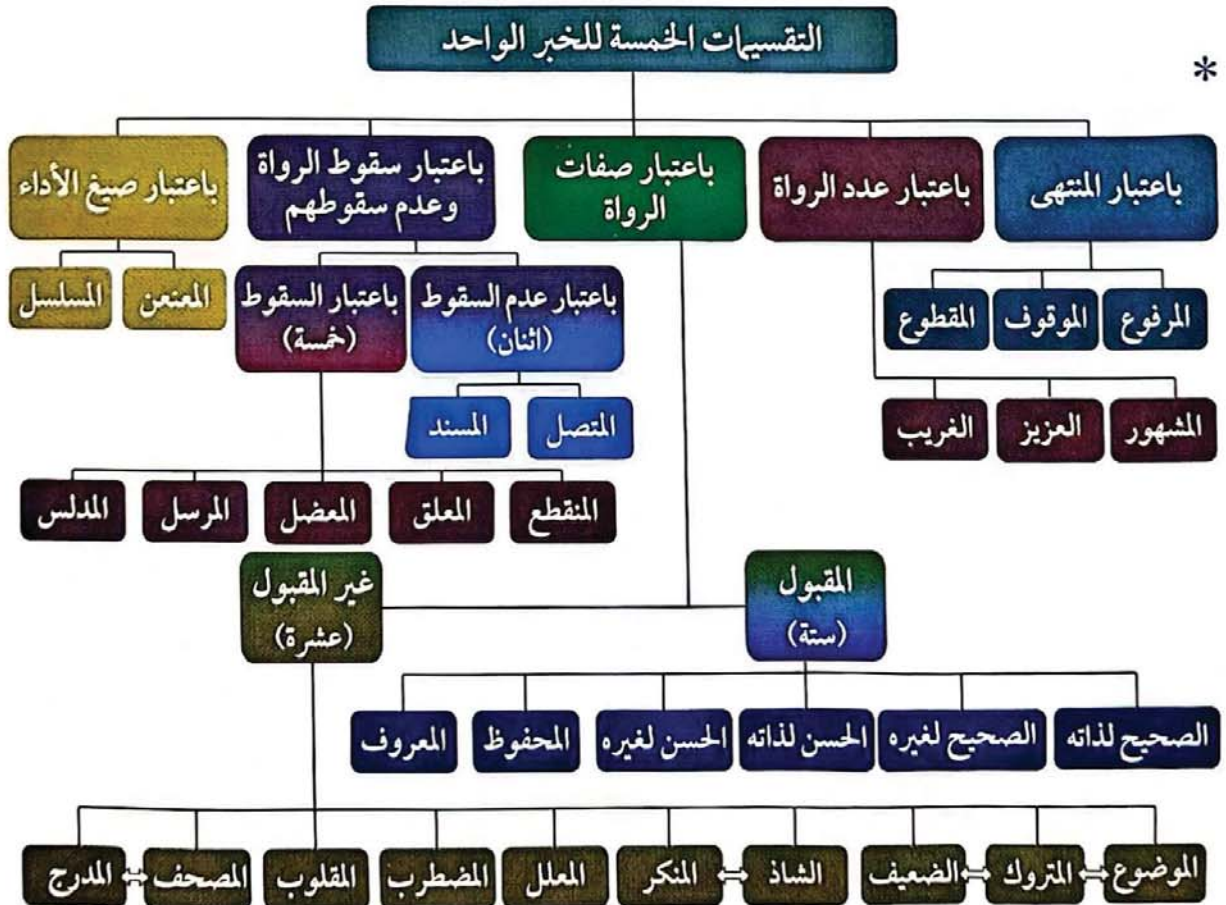 التقسيمات الخمسة للخبر الواحد
*
باعتبار المنتهى
باعتبار عدد الرواة
باعتبار صفات
الرواة
باعتبار سقوط الرواة
وعدم سقوطهم
باعتبار صيغ الأداء
المرفوع
الموقوف
المقطوع
باعتبار عدم السقوط
(اثنان)
باعتبار السقوط
(خمسة)
المعنعن
المسلسل
المشهور
العزيز
الغريب
المتصل
المسند
المنقطع
المعلق
المعضل
المرسل
المدلس
المقبول
(ستة)
غير المقبول
(عشرة)
الصحيح لذاته
الصحيح لغيره
الحسن لذاته
الحسن لغيره
المحفوظ
المعروف
الموضوع
المتروك
الضعيف
الشاذ
المنكر
المعلل
المضطرب
المقلوب
المصحف
المدرج